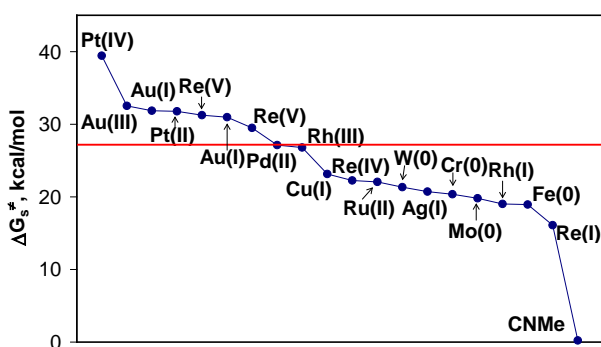 ΔG_s^≠, kcal/mol
40
30
20
10
0
Pt(IV)
Au(III)
Au(I)
Pt(II)
Re(V)
Au(I)
Re(V)
Pd(II)
Rh(III)
Cu(I)
Re(IV)
Ru(II)
W(0)
Ag(I)
Cr(0)
Mo(0)
Rh(I)
Fe(0)
Re(I)
CNMe